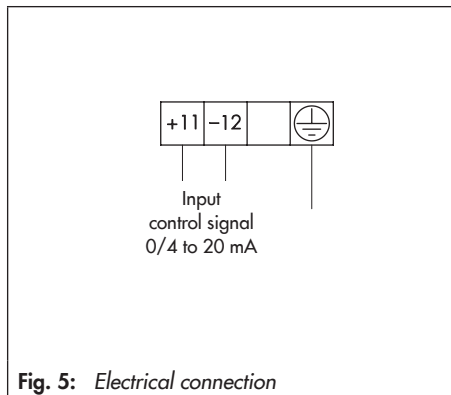 +11 −12
Input
control signal
0/4 to 20 mA
Fig. 5: Electrical connection